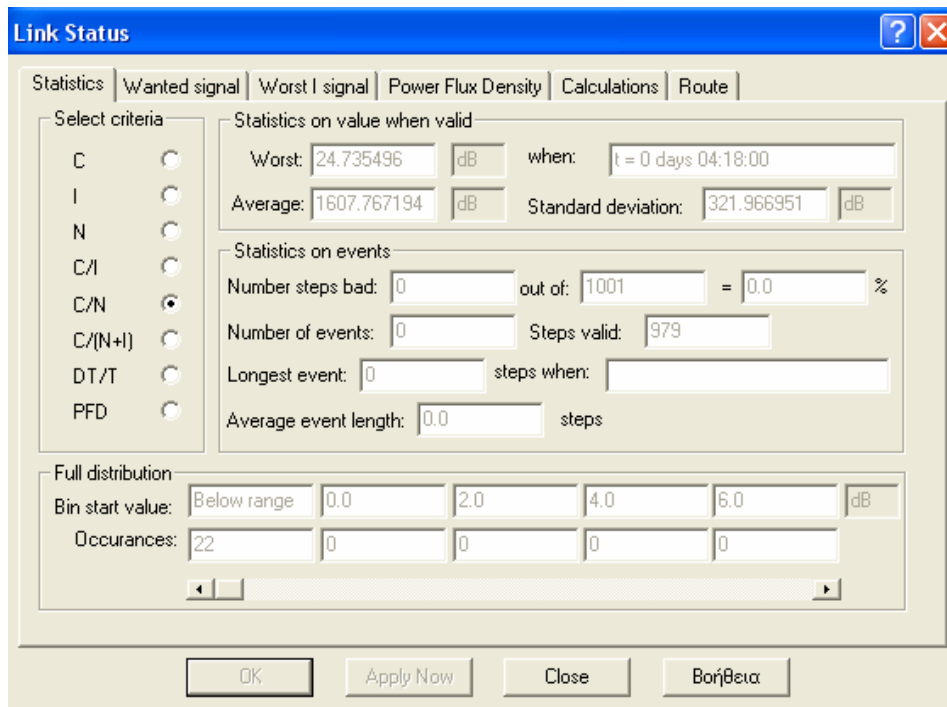 Link Status
Statistics Wanted signal Worst I signal Power Flux Density Calculations Route
Select criteria
C
I
N
C/I
C/N
C/(N+I)
DT/T
PFD
Statistics on value when valid
Worst: 24.735496 dB when: t = 0 days 04:18:00
Average: 1607.767194 dB Standard deviation: 321.966951 dB
Statistics on events
Number steps bad: 0 out of: 1001 = 0.0 %
Number of events: 0 Steps valid: 979
Longest event: 0 steps when:
Average event length: 0.0 steps
Full distribution
Bin start value: Below range 0.0 2.0 4.0 6.0 dB
Occurances: 22 0 0 0 0
OK Apply Now Close Βοήθεια